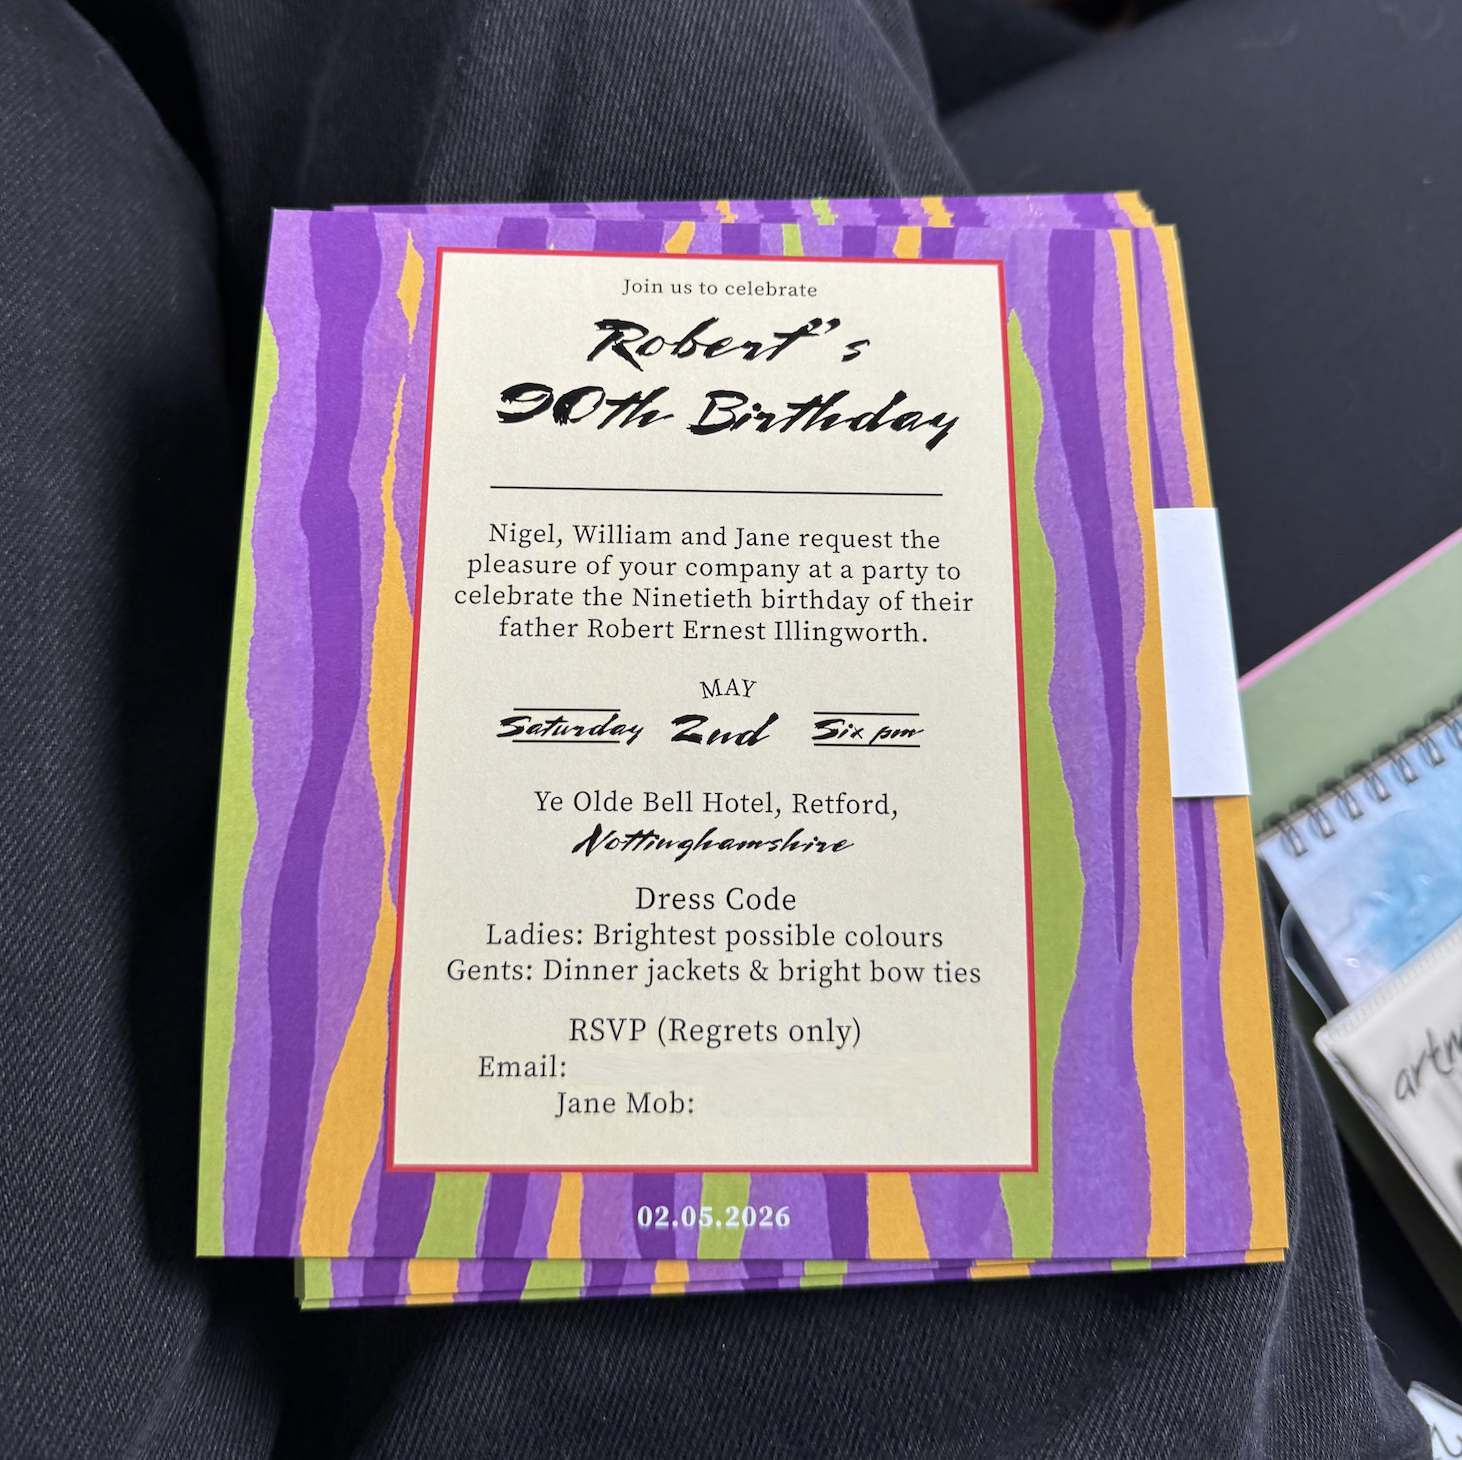 Join us to celebrate
Robert" s
90th Birthday
Nigel, William and Jane request the
pleasure of your company at a party to
celebrate the Ninetieth birthday of their
father Robert Ernest Illingworth.
MAY
Saturday 2nd Six pm
Ye Olde Bell Hotel, Retford,
Nottinghamshire
Dress Code
Ladies: Brightest possible colours
Gents: Dinner jackets & bright bow ties
RSVP (Regrets only)
Email:
Jane Mob:
02.05.2026